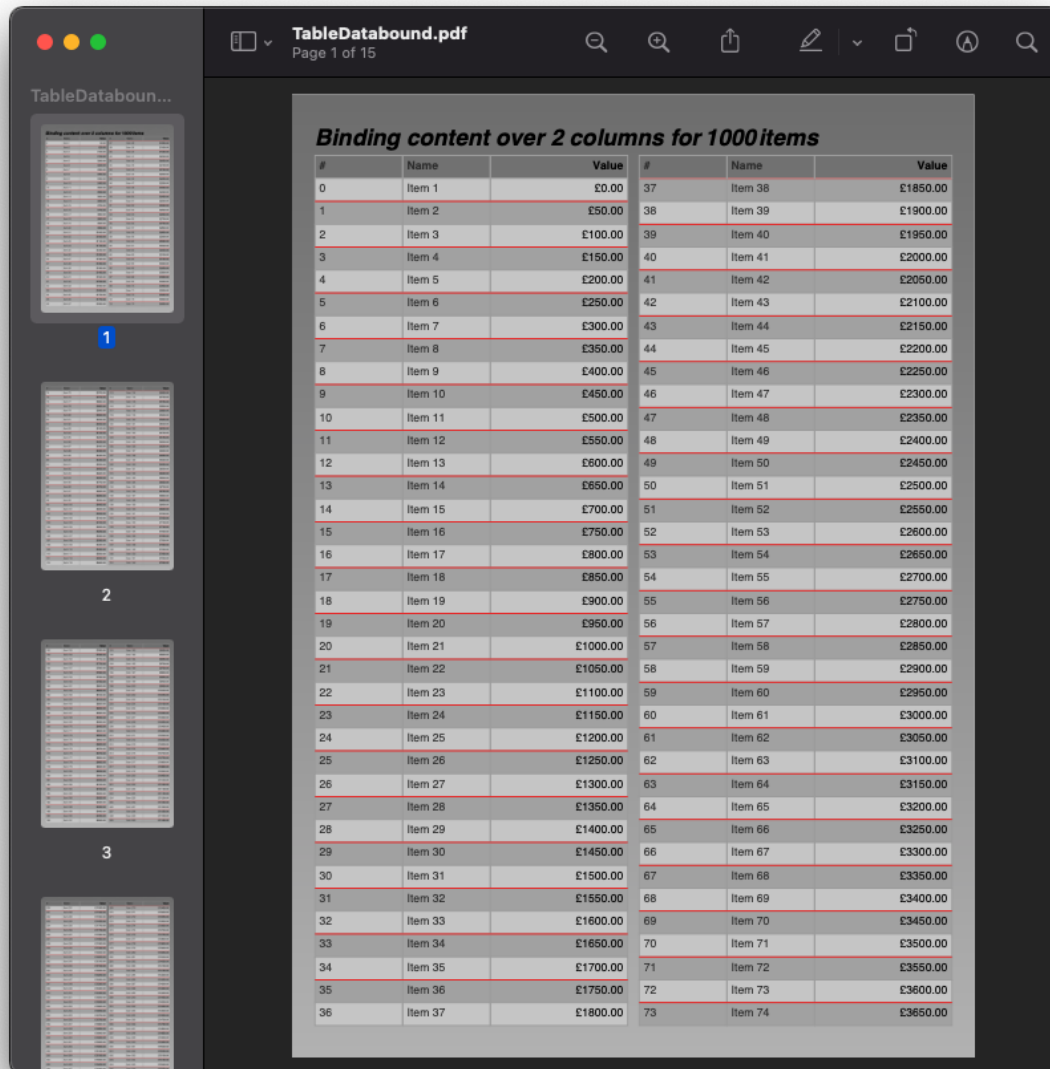 TableDatabound.pdf
Page 1 of 15
TableDataboun...
1
2
3
Binding content over 2 columns for 1000 items
# Name Value # Name Value
0 Item 1 £0.00 37 Item 38 £1850.00
1 Item 2 £50.00 38 Item 39 £1900.00
2 Item 3 £100.00 39 Item 40 £1950.00
3 Item 4 £150.00 40 Item 41 £2000.00
4 Item 5 £200.00 41 Item 42 £2050.00
5 Item 6 £250.00 42 Item 43 £2100.00
6 Item 7 £300.00 43 Item 44 £2150.00
7 Item 8 £350.00 44 Item 45 £2200.00
8 Item 9 £400.00 45 Item 46 £2250.00
9 Item 10 £450.00 46 Item 47 £2300.00
10 Item 11 £500.00 47 Item 48 £2350.00
11 Item 12 £550.00 48 Item 49 £2400.00
12 Item 13 £600.00 49 Item 50 £2450.00
13 Item 14 £650.00 50 Item 51 £2500.00
14 Item 15 £700.00 51 Item 52 £2550.00
15 Item 16 £750.00 52 Item 53 £2600.00
16 Item 17 £800.00 53 Item 54 £2650.00
17 Item 18 £850.00 54 Item 55 £2700.00
18 Item 19 £900.00 55 Item 56 £2750.00
19 Item 20 £950.00 56 Item 57 £2800.00
20 Item 21 £1000.00 57 Item 58 £2850.00
21 Item 22 £1050.00 58 Item 59 £2900.00
22 Item 23 £1100.00 59 Item 60 £2950.00
23 Item 24 £1150.00 60 Item 61 £3000.00
24 Item 25 £1200.00 61 Item 62 £3050.00
25 Item 26 £1250.00 62 Item 63 £3100.00
26 Item 27 £1300.00 63 Item 64 £3150.00
27 Item 28 £1350.00 64 Item 65 £3200.00
28 Item 29 £1400.00 65 Item 66 £3250.00
29 Item 30 £1450.00 66 Item 67 £3300.00
30 Item 31 £1500.00 67 Item 68 £3350.00
31 Item 32 £1550.00 68 Item 69 £3400.00
32 Item 33 £1600.00 69 Item 70 £3450.00
33 Item 34 £1650.00 70 Item 71 £3500.00
34 Item 35 £1700.00 71 Item 72 £3550.00
35 Item 36 £1750.00 72 Item 73 £3600.00
36 Item 37 £1800.00 73 Item 74 £3650.00